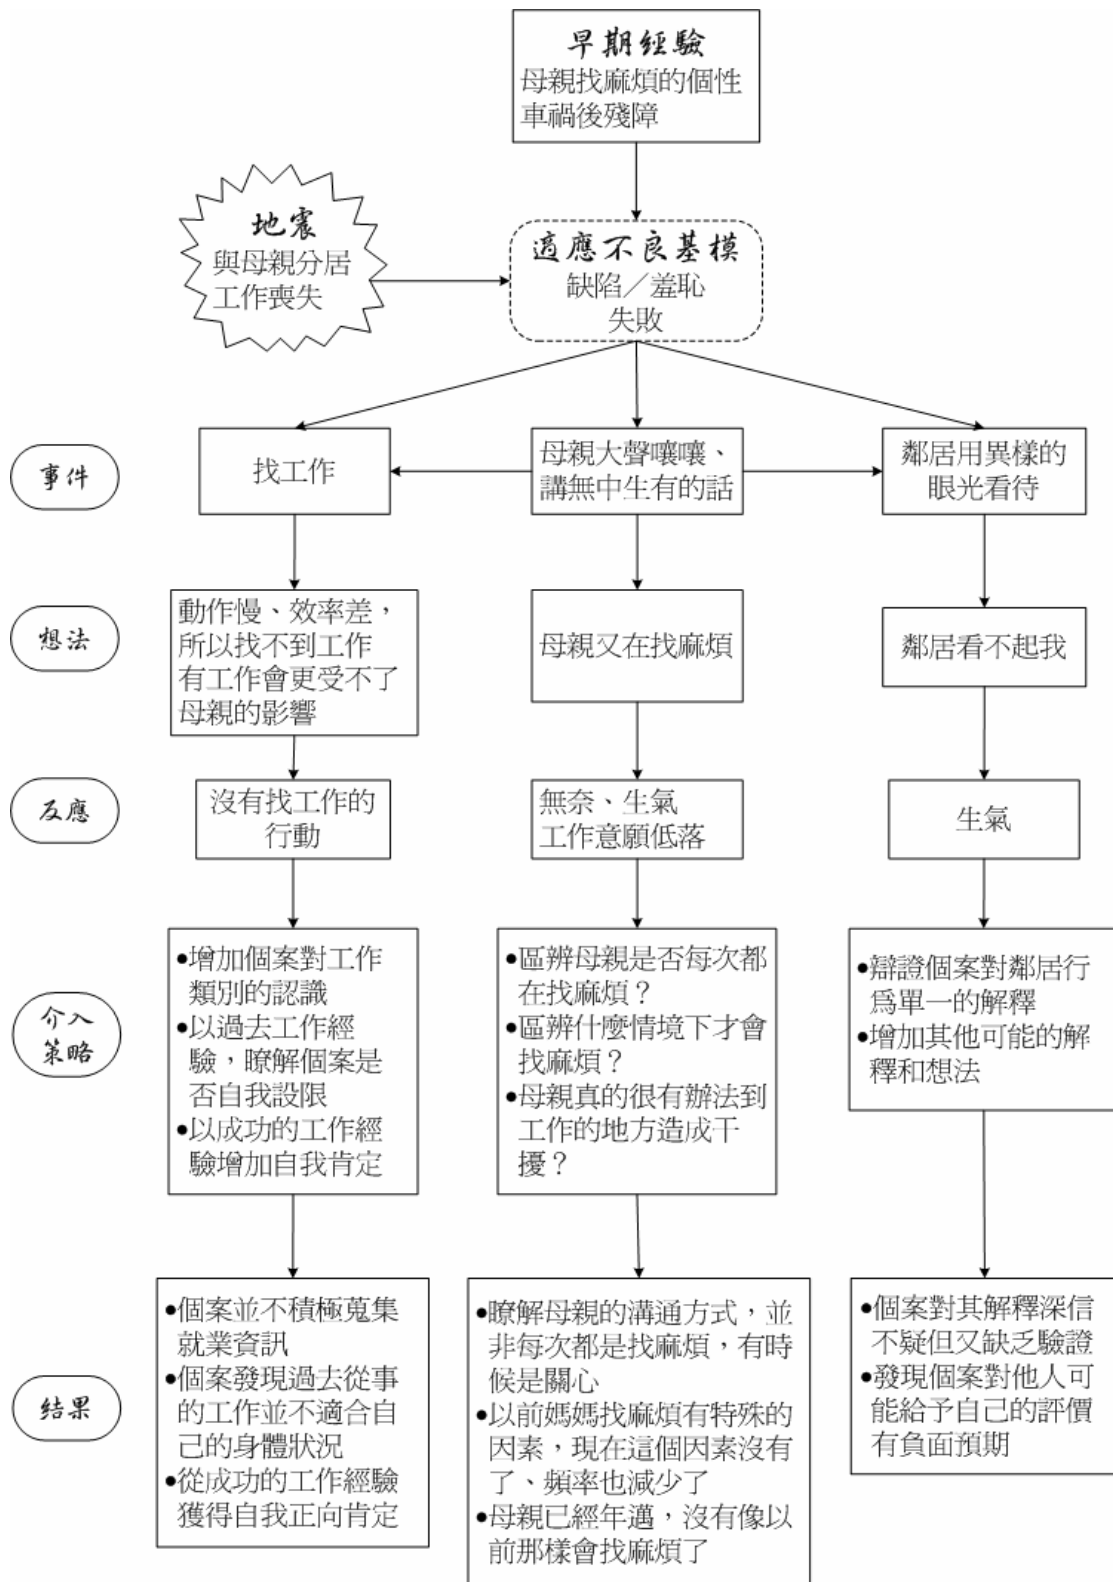 早期經驗
母親找麻煩的個性
車禍後殘障
地震
與母親分居
工作喪失
適應不良基模
缺陷／羞恥
失敗
事件
找工作
母親大聲嚷嚷、
講無中生有的話
鄰居用異樣的
眼光看待
想法
動作慢、效率差，
所以找不到工作
有工作會更受不了
母親的影響
母親又在找麻煩
鄰居看不起我
反應
沒有找工作的
行動
無奈、生氣
工作意願低落
生氣
介入
策略
●增加個案對工作
類別的認識
●以過去工作經
驗，瞭解個案是
否自我設限
●以成功的工作經
驗增加自我肯定
●區辨母親是否每次都
在找麻煩？
●區辨什麼情境下才會
找麻煩？
●母親真的很有辦法到
工作的地方造成干
擾？
●辯證個案對鄰居行
為單一的解釋
●增加其他可能的解
釋和想法
結果
●個案並不積極蒐集
就業資訊
●個案發現過去從事
的工作並不適合自
己的身體狀況
●從成功的工作經驗
獲得自我正向肯定
●瞭解母親的溝通方式，並
非每次都是找麻煩，有時
候是關心
●以前媽媽找麻煩有特殊的
因素，現在這個因素沒有
了、頻率也減少了
●母親已經年邁，沒有像以
前那樣會找麻煩了
●個案對其解釋深信
不疑但又缺乏驗證
●發現個案對他人可
能給予自己的評價
有負面預期